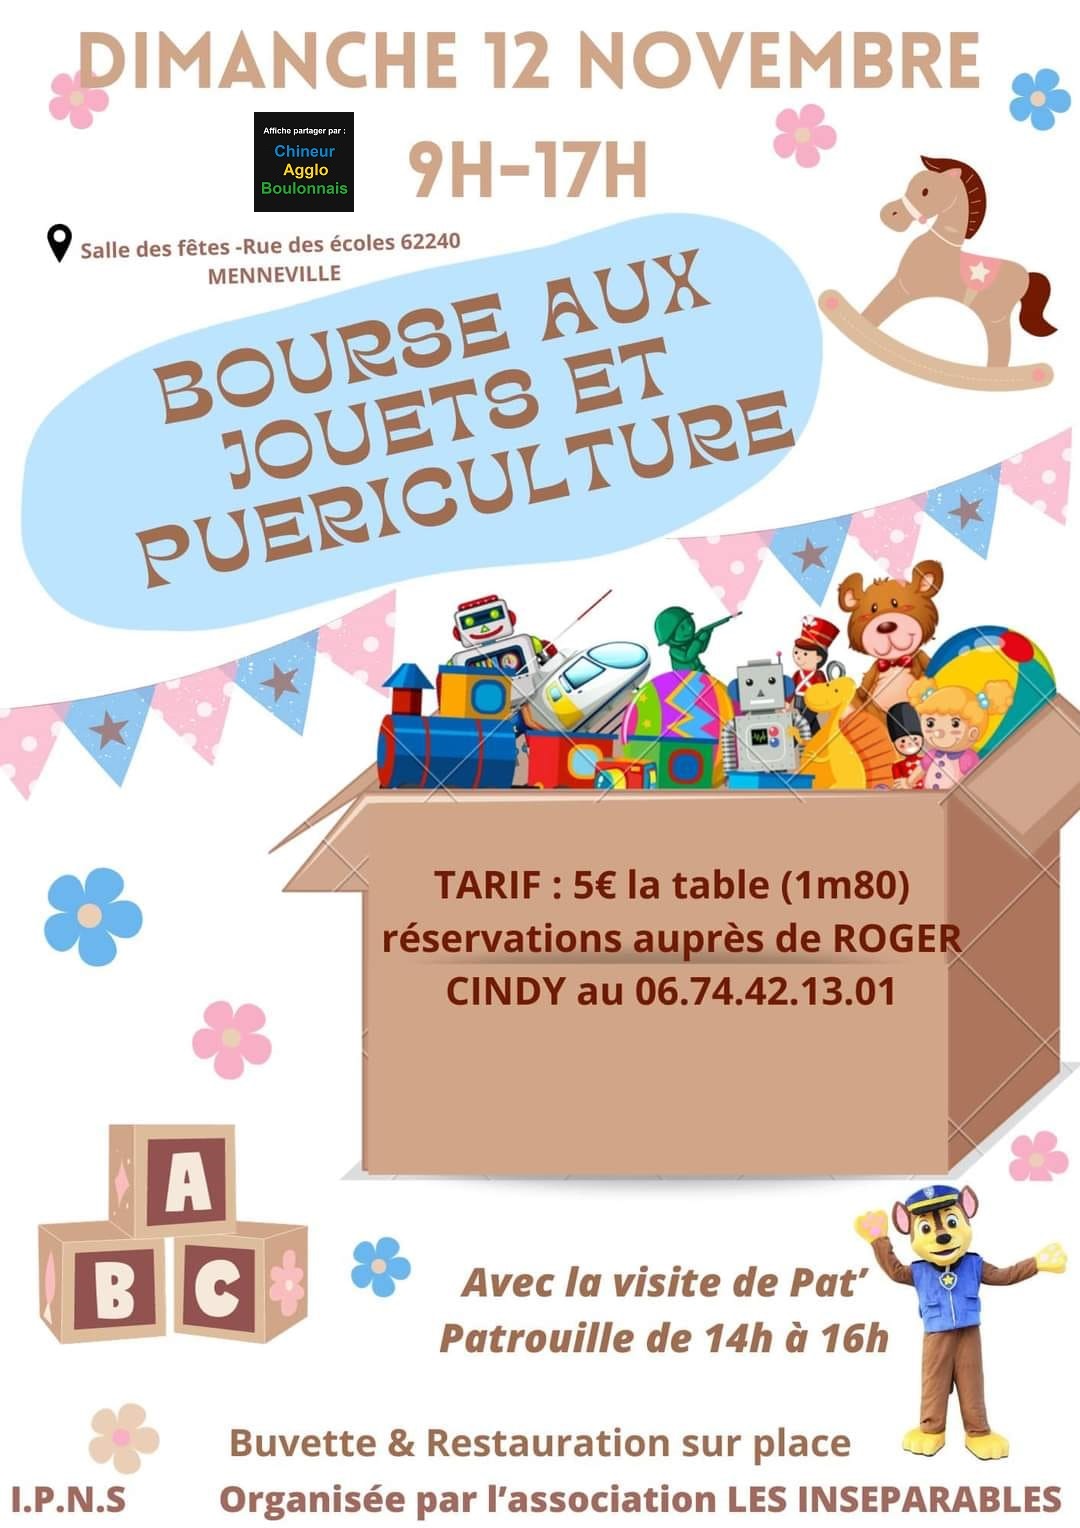 DIMANCHE 12 NOVEMBRE
Affiche partager par :
Chineur
Agglo
Boulonnais
9H-17H
Salle des fêtes -Rue des écoles 62240
MENNEVILLE
BOURSE AUX
JOUETS ET
PUERICULTURE
TARIF : 5€ la table (1m80)
réservations auprès de ROGER
CINDY au 06.74.42.13.01
A
B C
Avec la visite de Pat’
Patrouille de 14h à 16h
Buvette & Restauration sur place
I.P.N.S Organisée par l’association LES INSEPARABLES